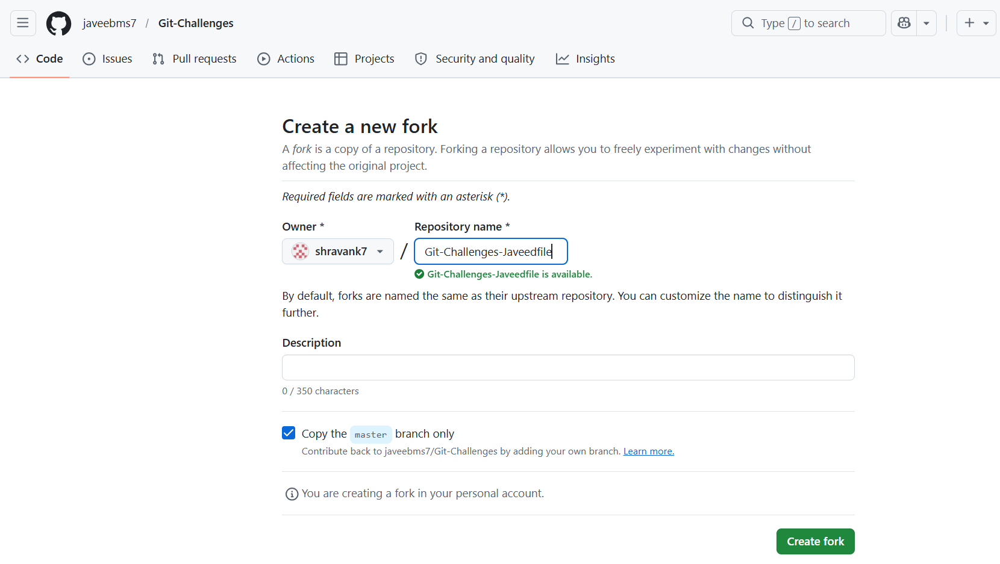 javeebms7 / Git-Challenges
Type / to search
Code Issues Pull requests Actions Projects Security and quality Insights
Create a new fork
A fork is a copy of a repository. Forking a repository allows you to freely experiment with changes without
affecting the original project.
Required fields are marked with an asterisk (*).
Owner * Repository name *
shravank7 / Git-Challenges-Javeedfile
Git-Challenges-Javeedfile is available.
By default, forks are named the same as their upstream repository. You can customize the name to distinguish it
further.
Description
0 / 350 characters
Copy the master branch only
Contribute back to javeebms7/Git-Challenges by adding your own branch. Learn more.
You are creating a fork in your personal account.
Create fork